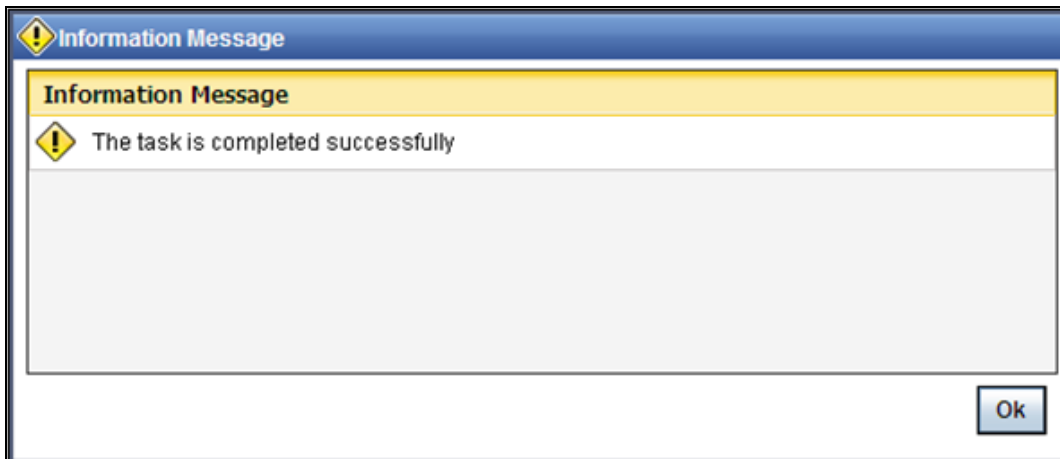 Information Message
Information Message
The task is completed successfully
Ok